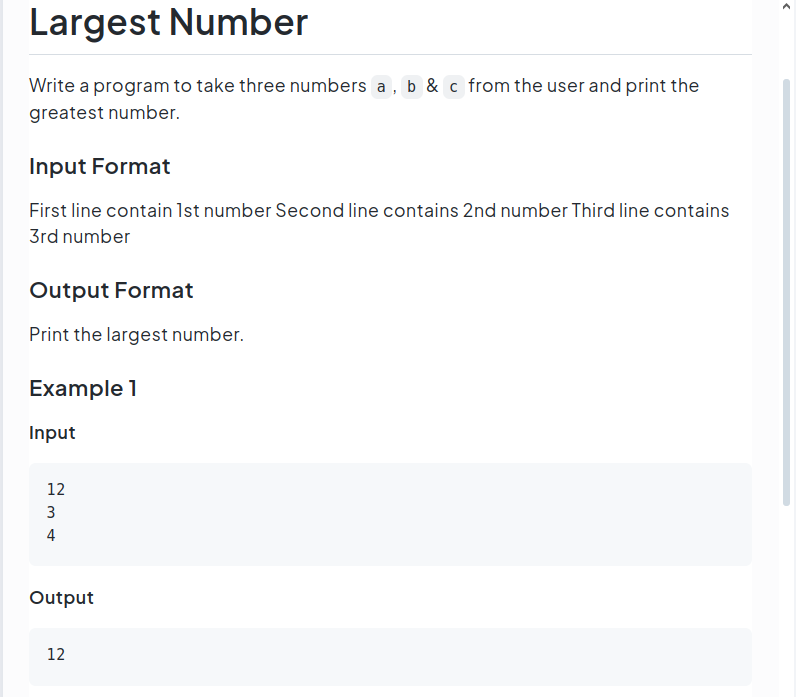 Largest Number
Write a program to take three numbers a , b & c from the user and print the
greatest number.
Input Format
First line contain 1st number Second line contains 2nd number Third line contains
3rd number
Output Format
Print the largest number.
Example 1
Input
12
3
4
Output
12